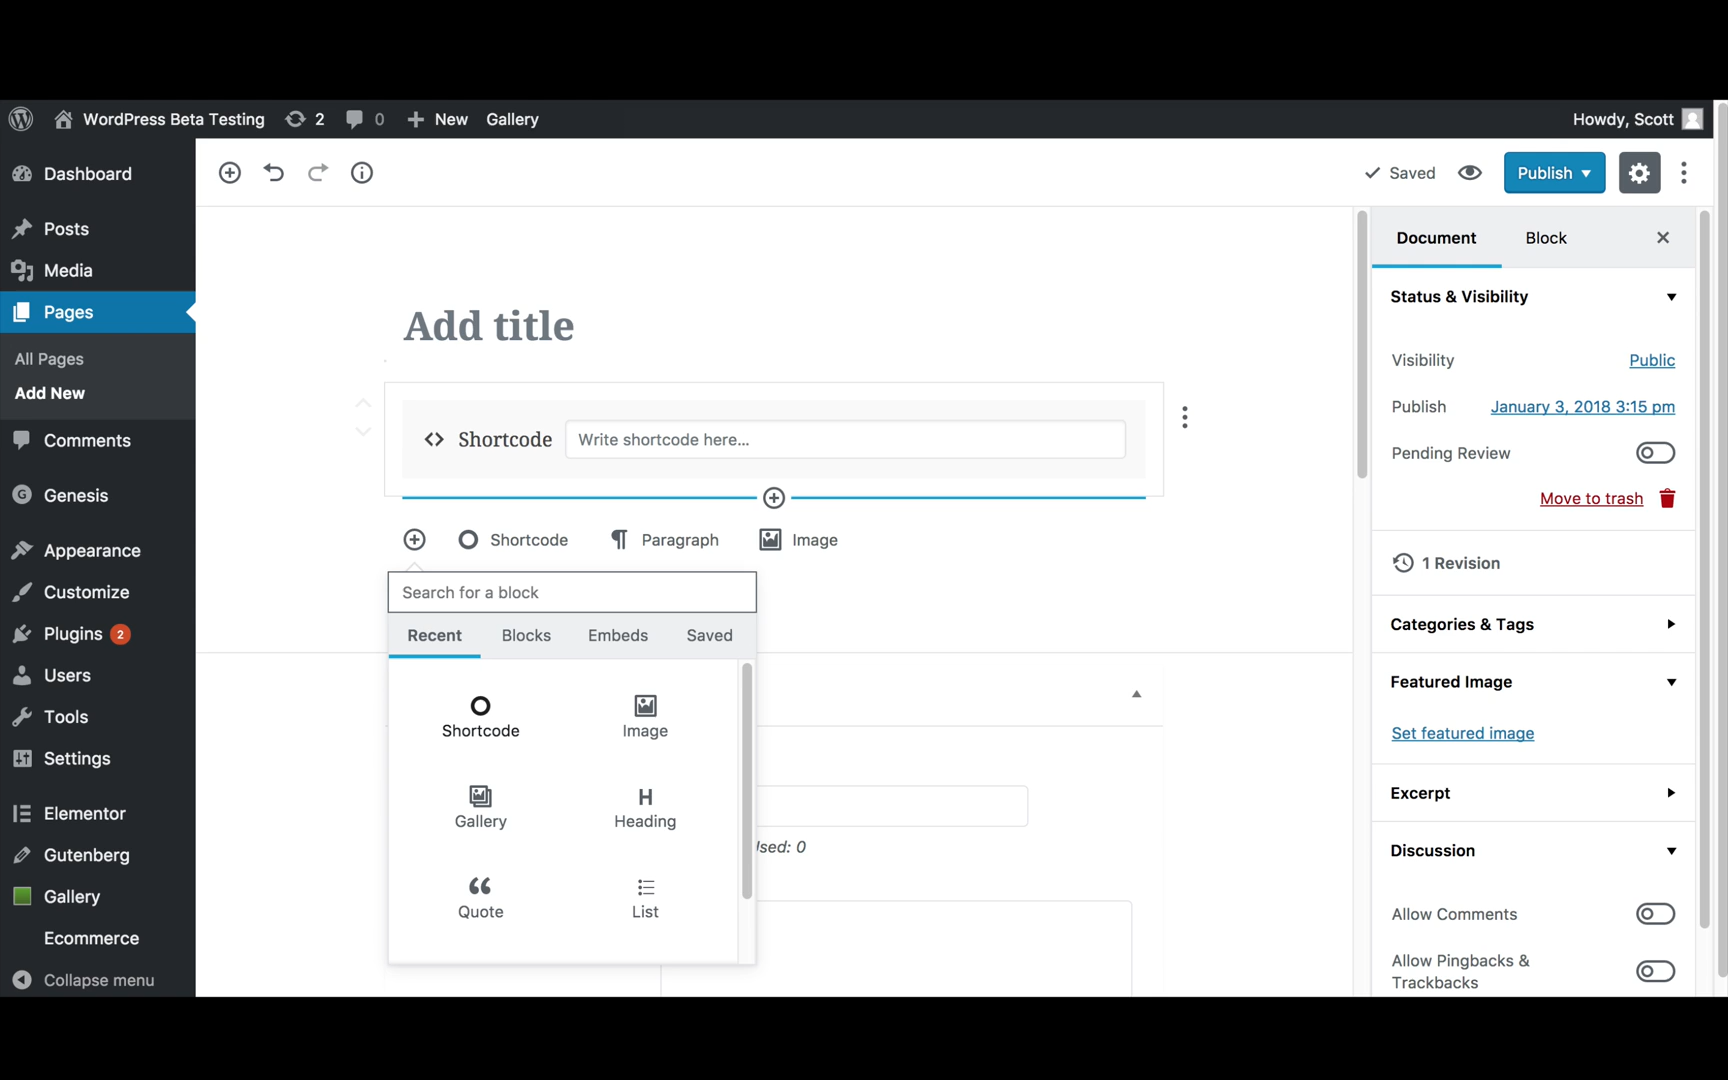 WordPress Beta Testing 2 0 New Gallery Howdy, Scott
Dashboard
Posts
Media
Pages
All Pages
Add New
Comments
Genesis
Appearance
Customize
Plugins 2
Users
Tools
Settings
Elementor
Gutenberg
Gallery
Ecommerce
Collapse menu
Saved Publish
Add title
Shortcode Write shortcode here...
Shortcode Paragraph Image
Search for a block
Recent Blocks Embeds Saved
Shortcode Image
Gallery H Heading
Quote List
0
Document Block
Status & Visibility
Visibility Public
Publish January 3, 2018 3:15 pm
Pending Review
Move to trash
1 Revision
Categories & Tags
Featured Image
Set featured image
Excerpt
Discussion
Allow Comments
Allow Pingbacks &
Trackbacks